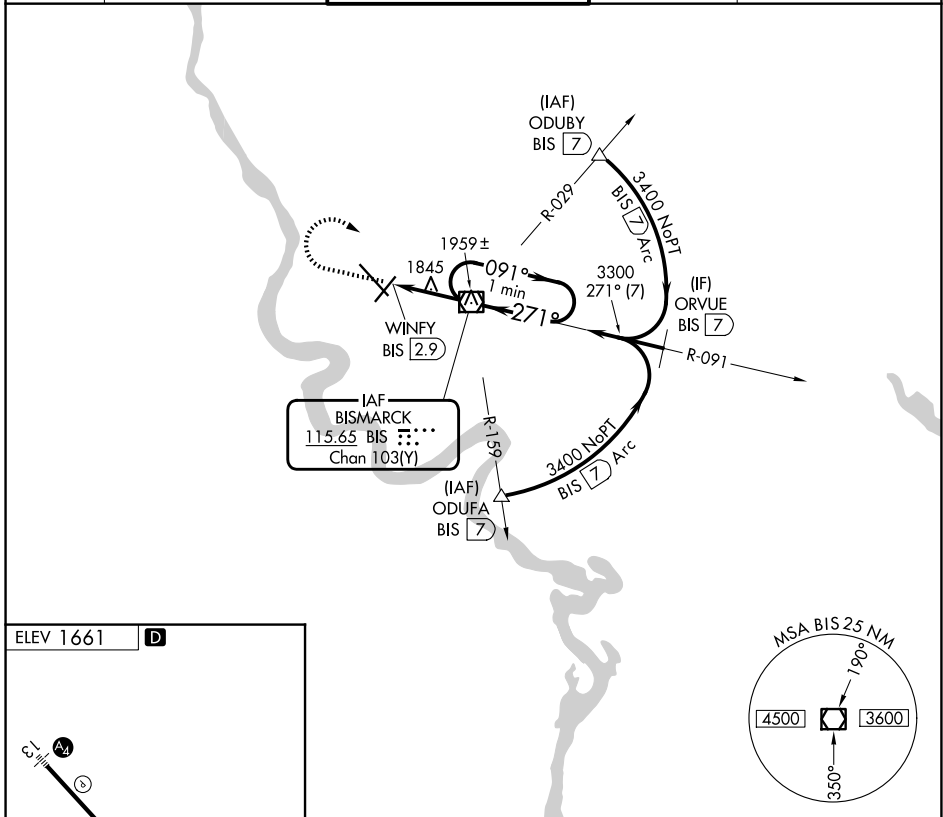 (IAF)
ODUBY
BIS 7
R-029
3400 NoPT
BIS 7 Arc
1959±
1845
091°
1 min
271°
3300
271° (7)
(IF)
ORVUE
BIS 7
R-091
WINFY
BIS 2.9
IAF
BISMARCK
115.65 BIS
Chan 103(Y)
R-159
3400 NoPT
BIS 7 Arc
(IAF)
ODUFA
BIS 7
ELEV 1661 D
13
A4
P
MSA BIS 25 NM
190°
4500
3600
350°